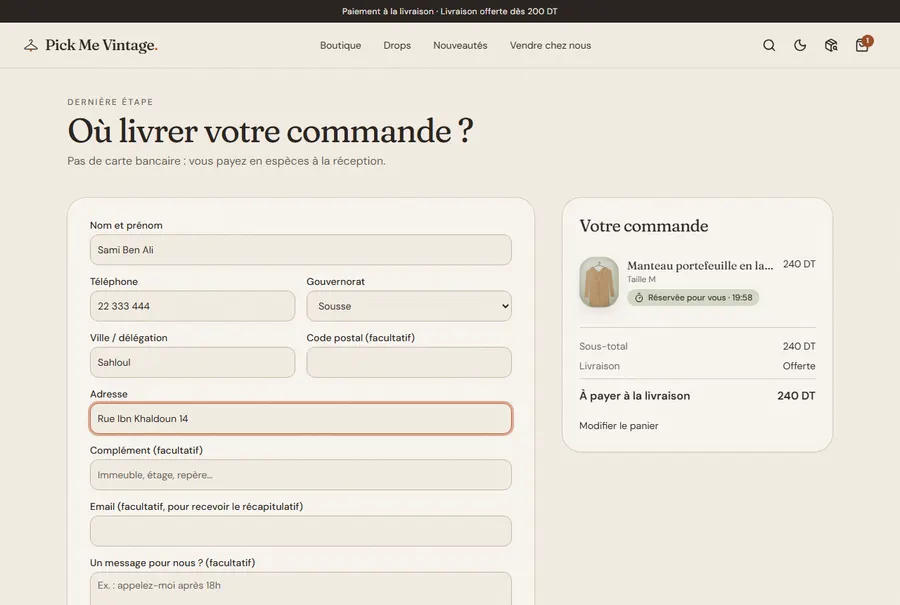 Paiement à la livraison · Livraison offerte dès 200 DT
Pick Me Vintage.
Boutique Drops Nouveautés Vendre chez nous
1
DERNIÈRE ÉTAPE
Où livrer votre commande ?
Pas de carte bancaire : vous payez en espèces à la réception.
Nom et prénom
Sami Ben Ali
Téléphone Gouvernorat
22 333 444 Sousse
Ville / délégation Code postal (facultatif)
Sahloul
Adresse
Rue Ibn Khaldoun 14
Complément (facultatif)
Immeuble, étage, repère…
Email (facultatif, pour recevoir le récapitulatif)
Un message pour nous ? (facultatif)
Ex. : appelez-moi après 18h
Votre commande
Manteau portefeuille en la… 240 DT
Taille M
Réservée pour vous · 19:58
Sous-total 240 DT
Livraison Offerte
À payer à la livraison 240 DT
Modifier le panier